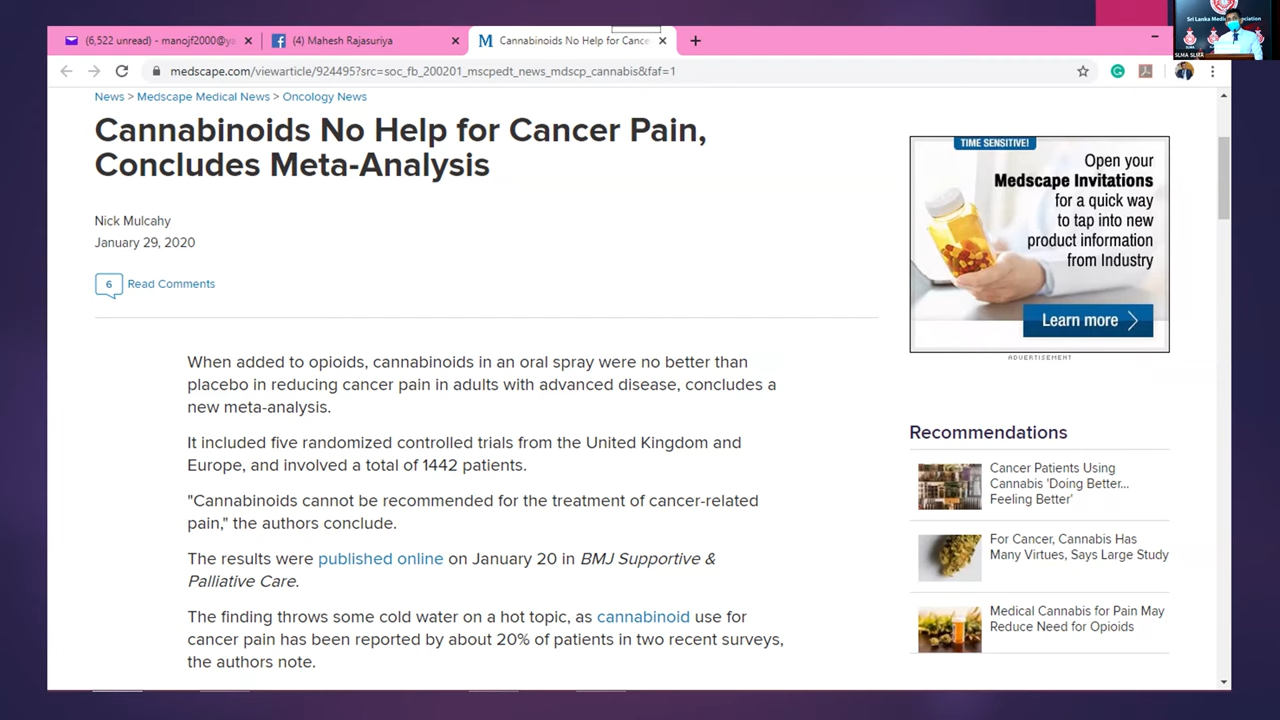 (6,522 unread) - manojf2000@ya
(4) Mahesh Rajasuriya
M Cannabinoids No Help for Cance
medscape.com/viewarticle/924495?src=soc_fb_200201_mscpedt_news_mdscp_cannabis&faf=1
SLMA SLMA
News > Medscape Medical News > Oncology News
Cannabinoids No Help for Cancer Pain,
Concludes Meta-Analysis
Nick Mulcahy
January 29, 2020
6 Read Comments
When added to opioids, cannabinoids in an oral spray were no better than
placebo in reducing cancer pain in adults with advanced disease, concludes a
new meta-analysis.
It included five randomized controlled trials from the United Kingdom and
Europe, and involved a total of 1442 patients.
"Cannabinoids cannot be recommended for the treatment of cancer-related
pain," the authors conclude.
The results were published online on January 20 in BMJ Supportive &
Palliative Care.
The finding throws some cold water on a hot topic, as cannabinoid use for
cancer pain has been reported by about 20% of patients in two recent surveys,
the authors note.
TIME SENSITIVE!
Open your
Medscape Invitations
for a quick way
to tap into new
product information
from Industry
Learn more
ADVERTISEMENT
Recommendations
Cancer Patients Using
Cannabis 'Doing Better...
Feeling Better'
For Cancer, Cannabis Has
Many Virtues, Says Large Study
Medical Cannabis for Pain May
Reduce Need for Opioids